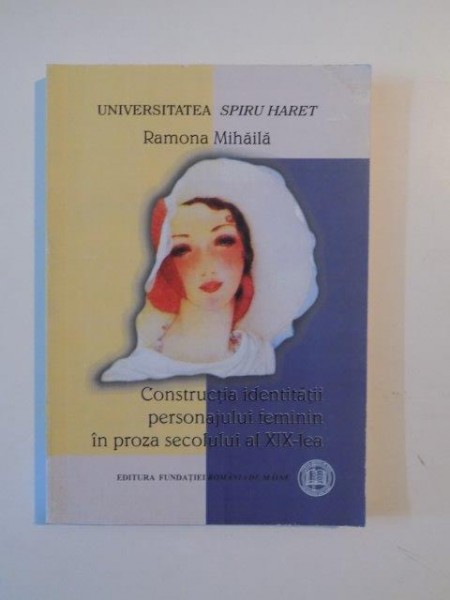 UNIVERSITATEA SPIRU HARET
Ramona Mihăilă
Construcția identității
personajului feminin
în proza secolului al XIX-lea
EDITURA FUNDAȚIEI ROMÂNIA DE MÂINE